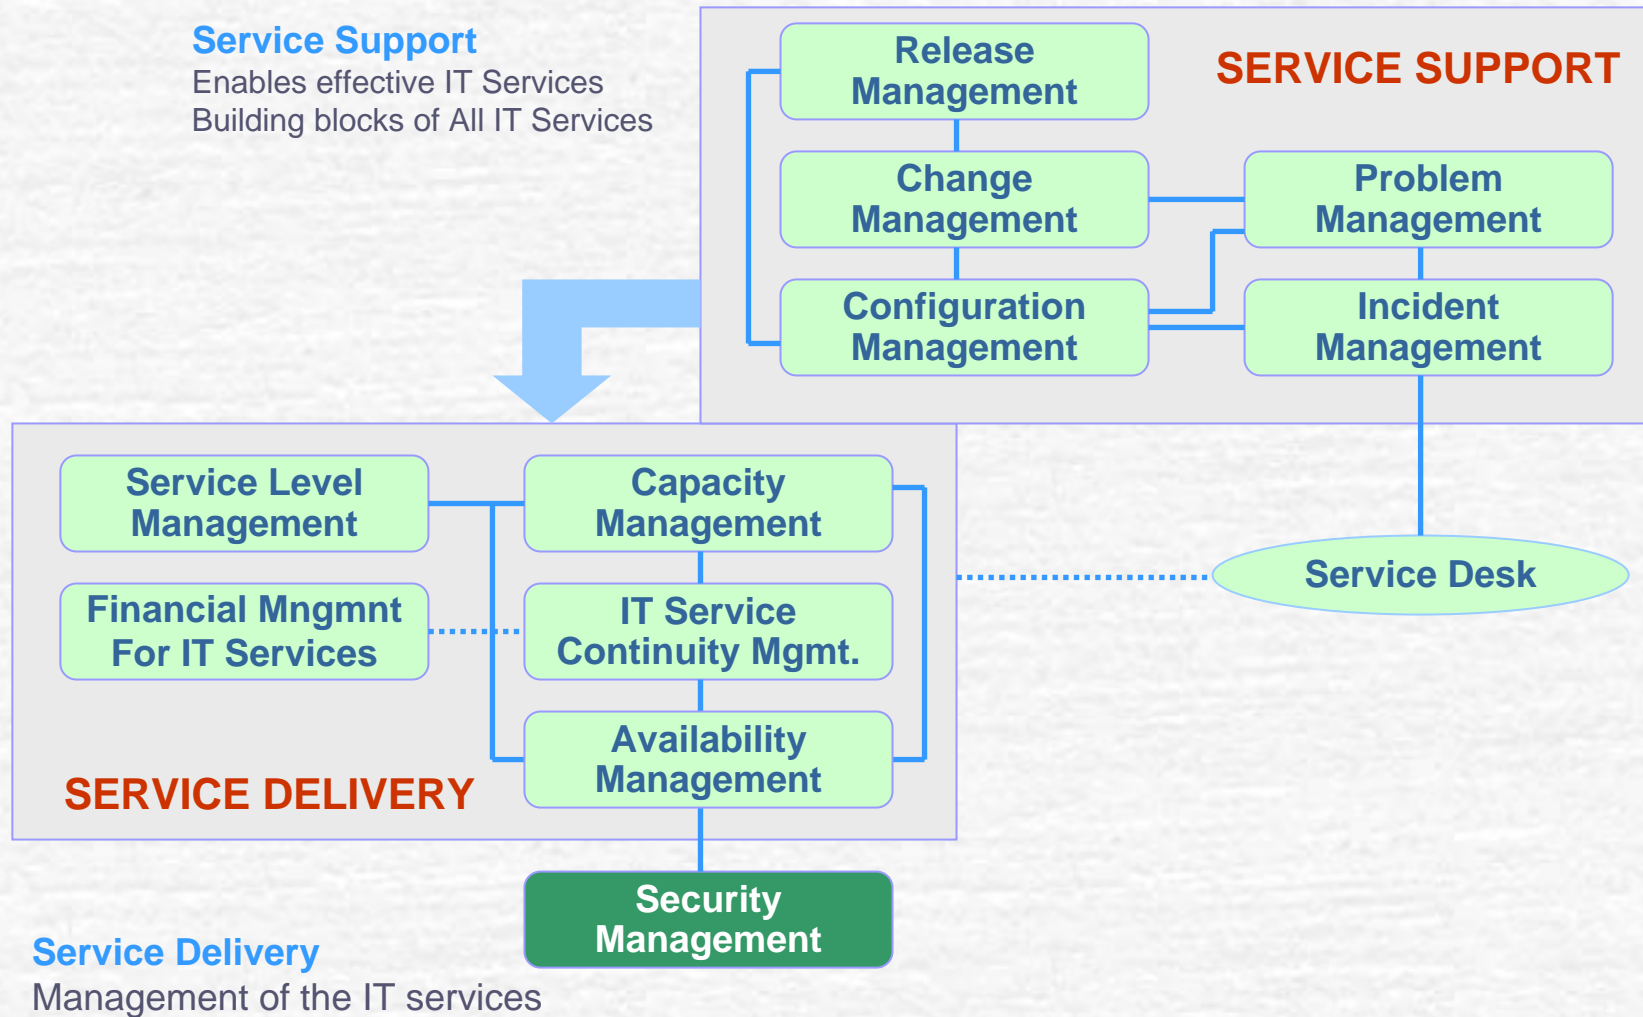 Service Support
Enables effective IT Services
Building blocks of All IT Services
SERVICE SUPPORT
Release
Management
Change
Management
Problem
Management
Configuration
Management
Incident
Management
Service Level
Management
Capacity
Management
Service Desk
Financial Mngmnt
For IT Services
IT Service
Continuity Mgmt.
Availability
Management
SERVICE DELIVERY
Security
Management
Service Delivery
Management of the IT services